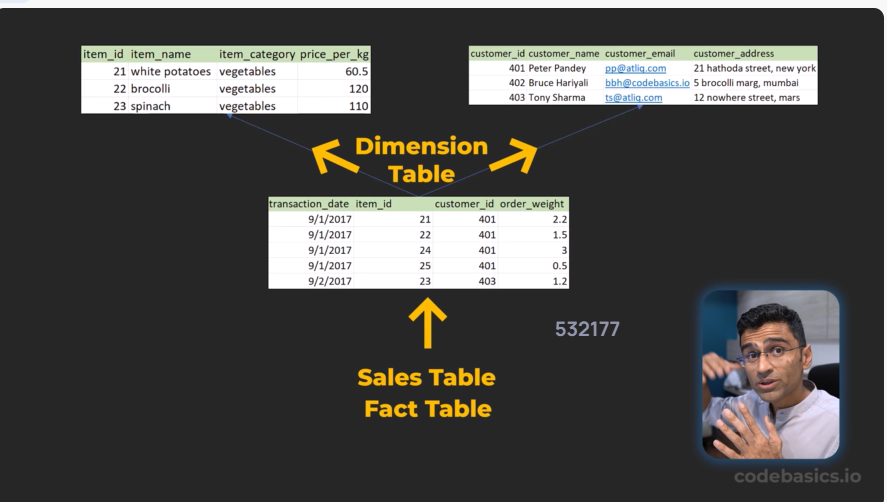 item_id item_name item_category price_per_kg
21 white potatoes vegetables 60.5
22 brocolli vegetables 120
23 spinach vegetables 110
customer_id customer_name customer_email customer_address
401 Peter Pandey pp@atliq.com 21 hathoda street, new york
402 Bruce Hariyali bbh@codebasics.io 5 brocolli marg, mumbai
403 Tony Sharma ts@atliq.com 12 nowhere street, mars
Dimension
Table
transaction_date item_id customer_id order_weight
9/1/2017 21 401 2.2
9/1/2017 22 401 1.5
9/1/2017 24 401 3
9/1/2017 25 401 0.5
9/2/2017 23 403 1.2
532177
Sales Table
Fact Table
codebasics.io